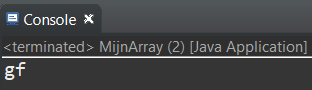 Console
<terminated> MijnArray (2) [Java Application]
gf